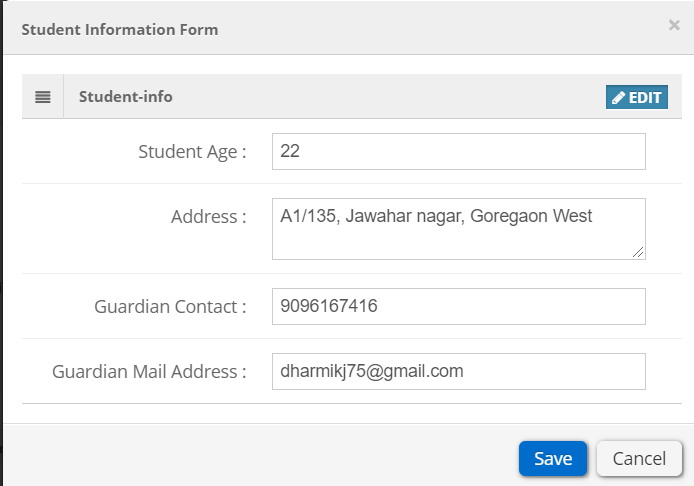 Student Information Form ×
Student-info EDIT
Student Age : 22
Address : A1/135, Jawahar nagar, Goregaon West
Guardian Contact : 9096167416
Guardian Mail Address : dharmikj75@gmail.com
Save Cancel